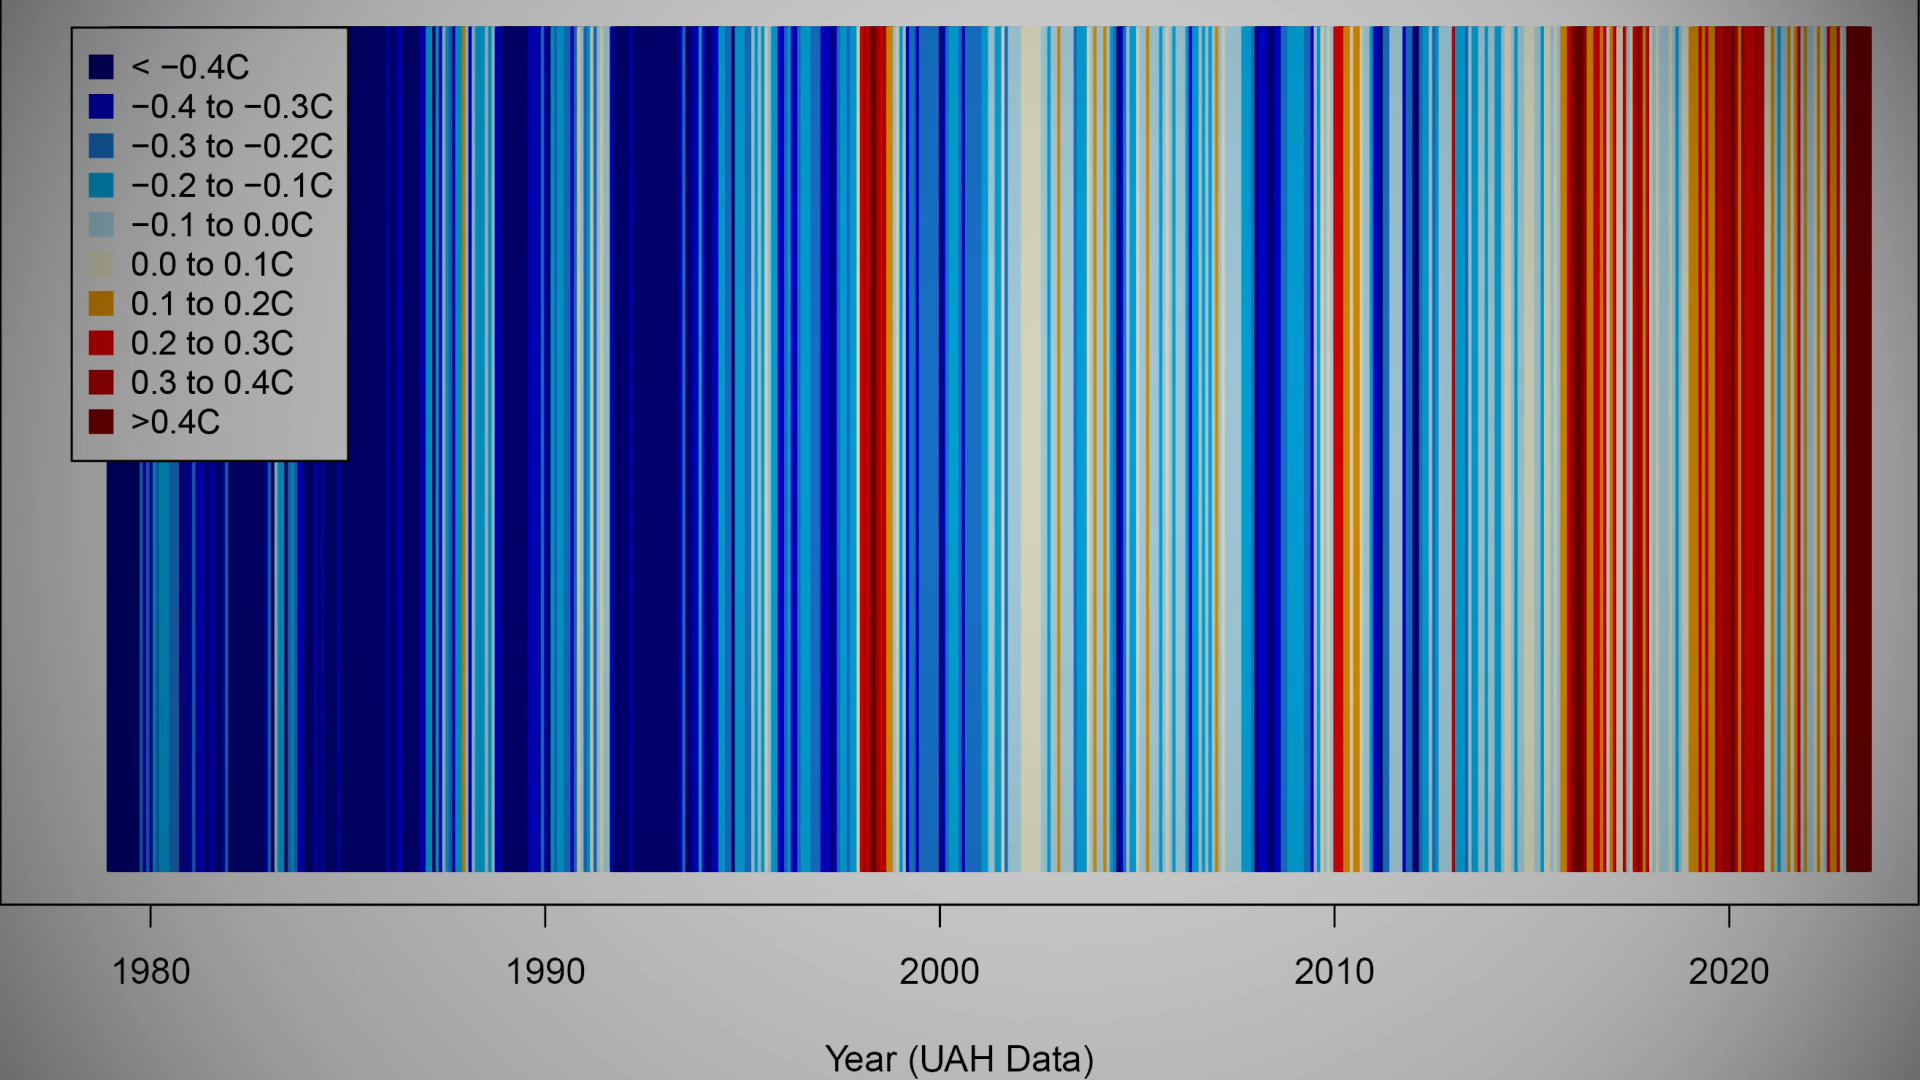 < −0.4C
−0.4 to −0.3C
−0.3 to −0.2C
−0.2 to −0.1C
−0.1 to 0.0C
0.0 to 0.1C
0.1 to 0.2C
0.2 to 0.3C
0.3 to 0.4C
>0.4C
1980 1990 2000 2010 2020
Year (UAH Data)